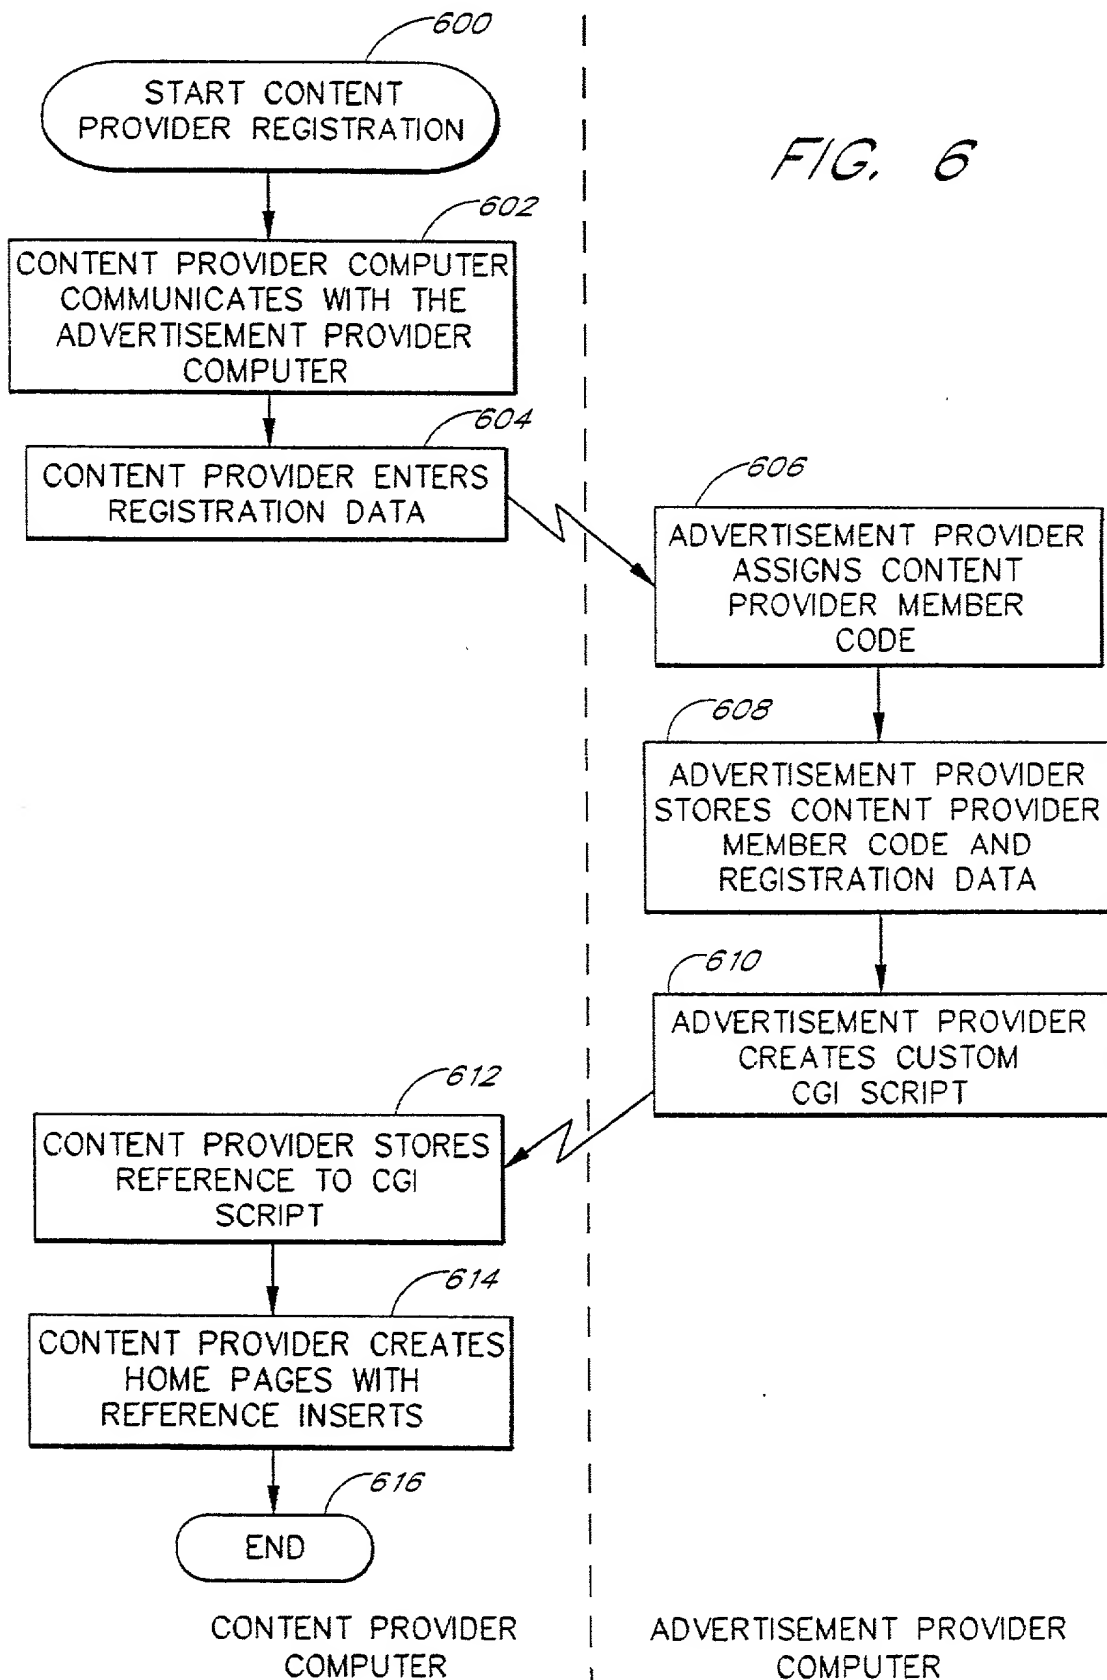 600
START CONTENT
PROVIDER REGISTRATION
FIG. 6
602
CONTENT PROVIDER COMPUTER
COMMUNICATES WITH THE
ADVERTISEMENT PROVIDER
COMPUTER
604
CONTENT PROVIDER ENTERS
REGISTRATION DATA
606
ADVERTISEMENT PROVIDER
ASSIGNS CONTENT
PROVIDER MEMBER
CODE
608
ADVERTISEMENT PROVIDER
STORES CONTENT PROVIDER
MEMBER CODE AND
REGISTRATION DATA
610
ADVERTISEMENT PROVIDER
CREATES CUSTOM
CGI SCRIPT
612
CONTENT PROVIDER STORES
REFERENCE TO CGI
SCRIPT
614
CONTENT PROVIDER CREATES
HOME PAGES WITH
REFERENCE INSERTS
616
END
CONTENT PROVIDER
COMPUTER
ADVERTISEMENT PROVIDER
COMPUTER